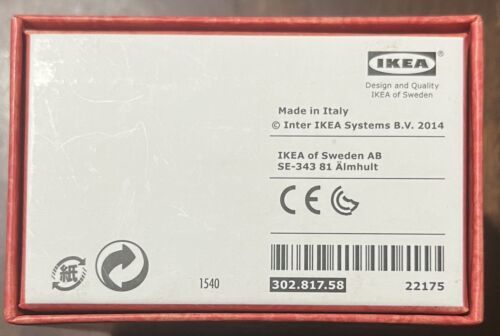 IKEA®
Design and Quality
IKEA of Sweden
Made in Italy
© Inter IKEA Systems B.V. 2014
IKEA of Sweden AB
SE-343 81 Älmhult
CE
紙
1540
302.817.58
22175